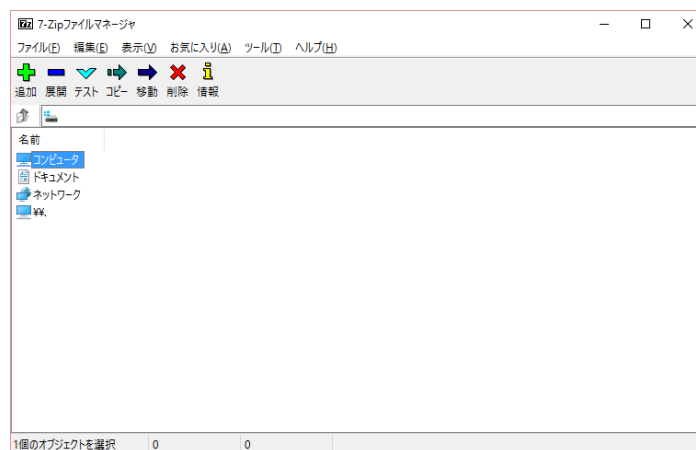 7z 7-Zipファイルマネージャ
ファイル(F) 編集(E) 表示(V) お気に入り(A) ツール(T) ヘルプ(H)
追加 展開 テスト コピー 移動 削除 情報
名前
コンピュータ
ドキュメント
ネットワーク
¥¥.
1個のオブジェクトを選択 0 0